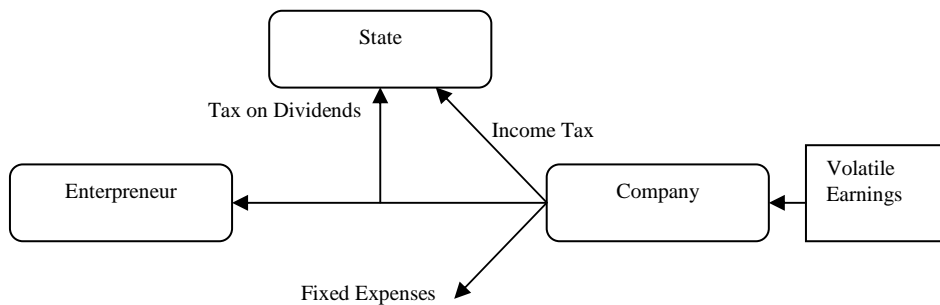 State
Tax on Dividends
Income Tax
Enterpreneur
Company
Volatile
Earnings
Fixed Expenses